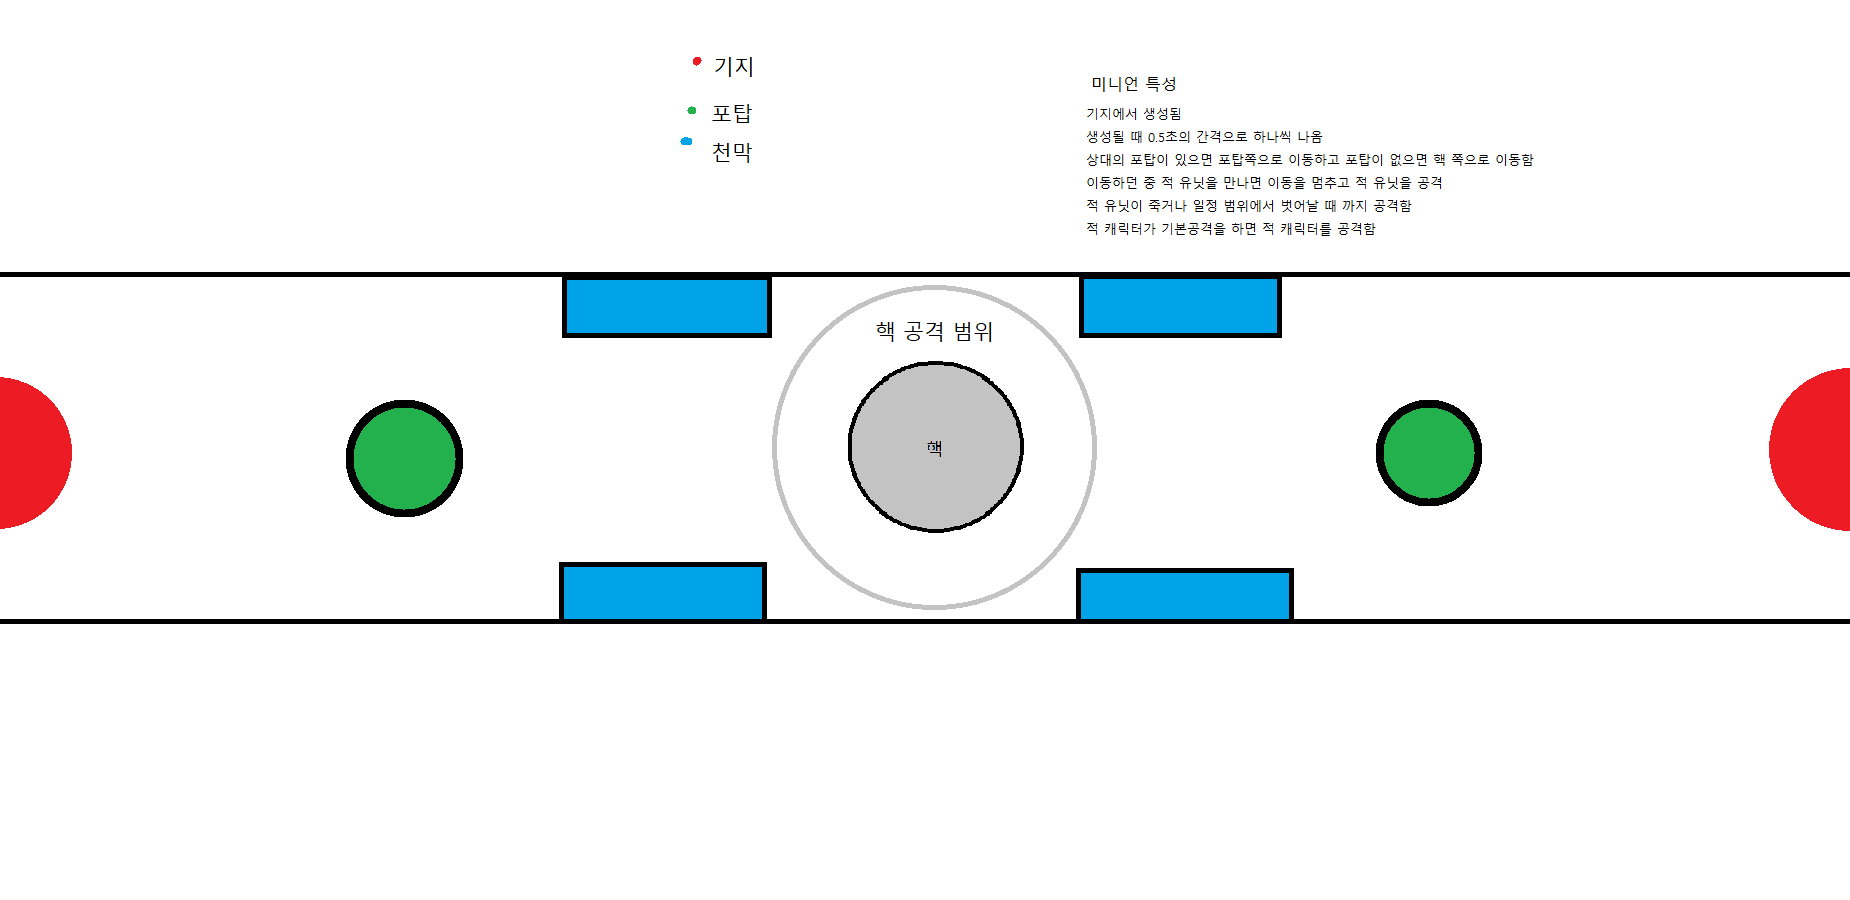 기지
포탑
천막
미니언 특성
기지에서 생성됨
생성될 때 0.5초의 간격으로 하나씩 나옴
상대의 포탑이 있으면 포탑쪽으로 이동하고 포탑이 없으면 핵 쪽으로 이동함
이동하던 중 적 유닛을 만나면 이동을 멈추고 적 유닛을 공격
적 유닛이 죽거나 일정 범위에서 벗어날 때 까지 공격함
적 캐릭터가 기본공격을 하면 적 캐릭터를 공격함
핵 공격 범위
핵